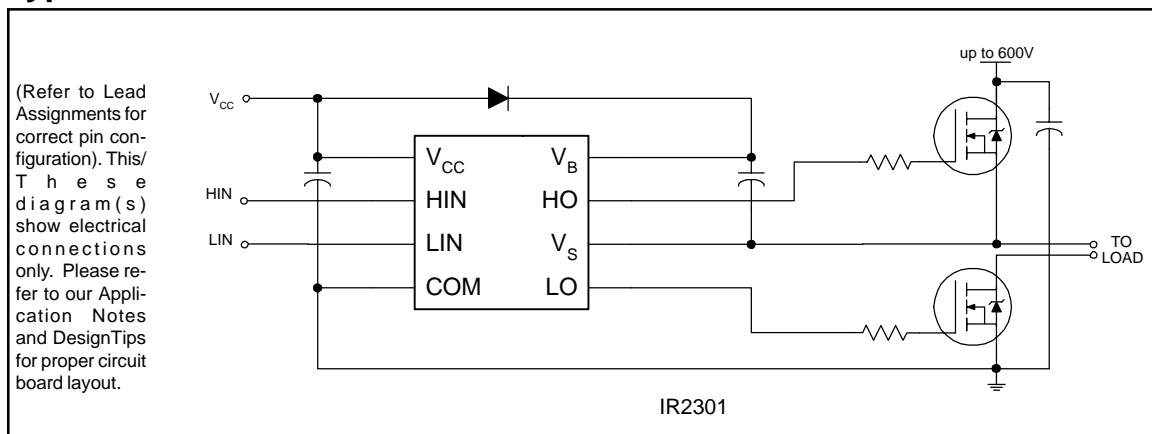 (Refer to Lead
Assignments for
correct pin con-
figuration). This/
T h e s e
diagram(s)
show electrical
connections
only. Please re-
fer to our Appli-
cation Notes
and DesignTips
for proper circuit
board layout.
up to 600V
VCC
VCC
VB
HIN
HIN
HO
LIN
LIN
VS
TO
LOAD
COM
LO
IR2301